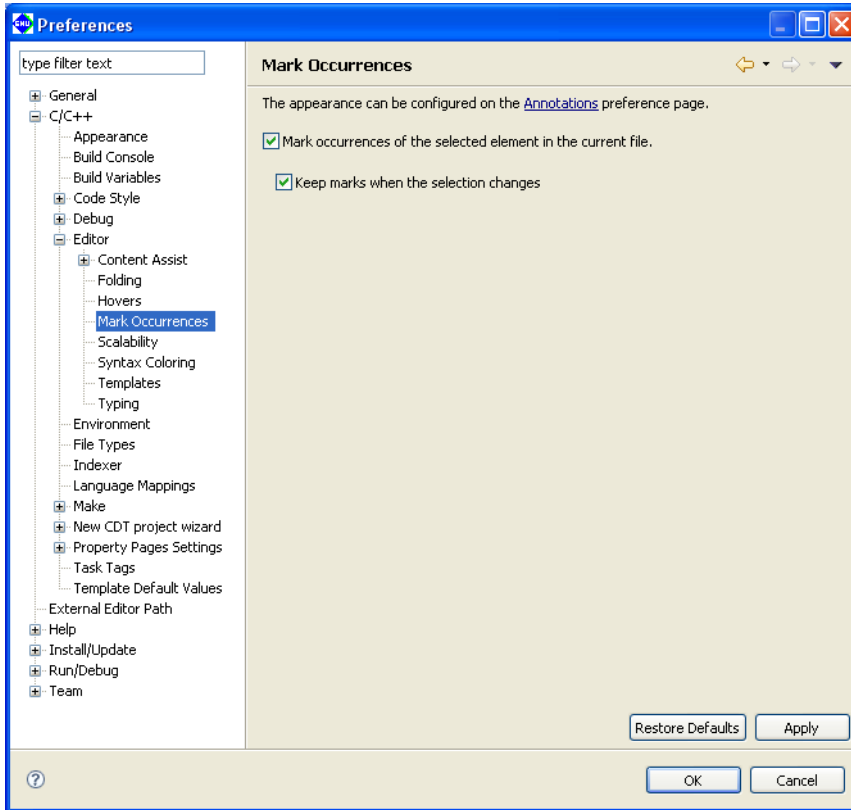 GNU Preferences
type filter text
Mark Occurrences
General
C/C++
Appearance
Build Console
Build Variables
Code Style
Debug
Editor
Content Assist
Folding
Hovers
Mark Occurrences
Scalability
Syntax Coloring
Templates
Typing
Environment
File Types
Indexer
Language Mappings
Make
New CDT project wizard
Property Pages Settings
Task Tags
Template Default Values
External Editor Path
Help
Install/Update
Run/Debug
Team
The appearance can be configured on the Annotations preference page.
Mark occurrences of the selected element in the current file.
Keep marks when the selection changes
Restore Defaults Apply
? OK Cancel